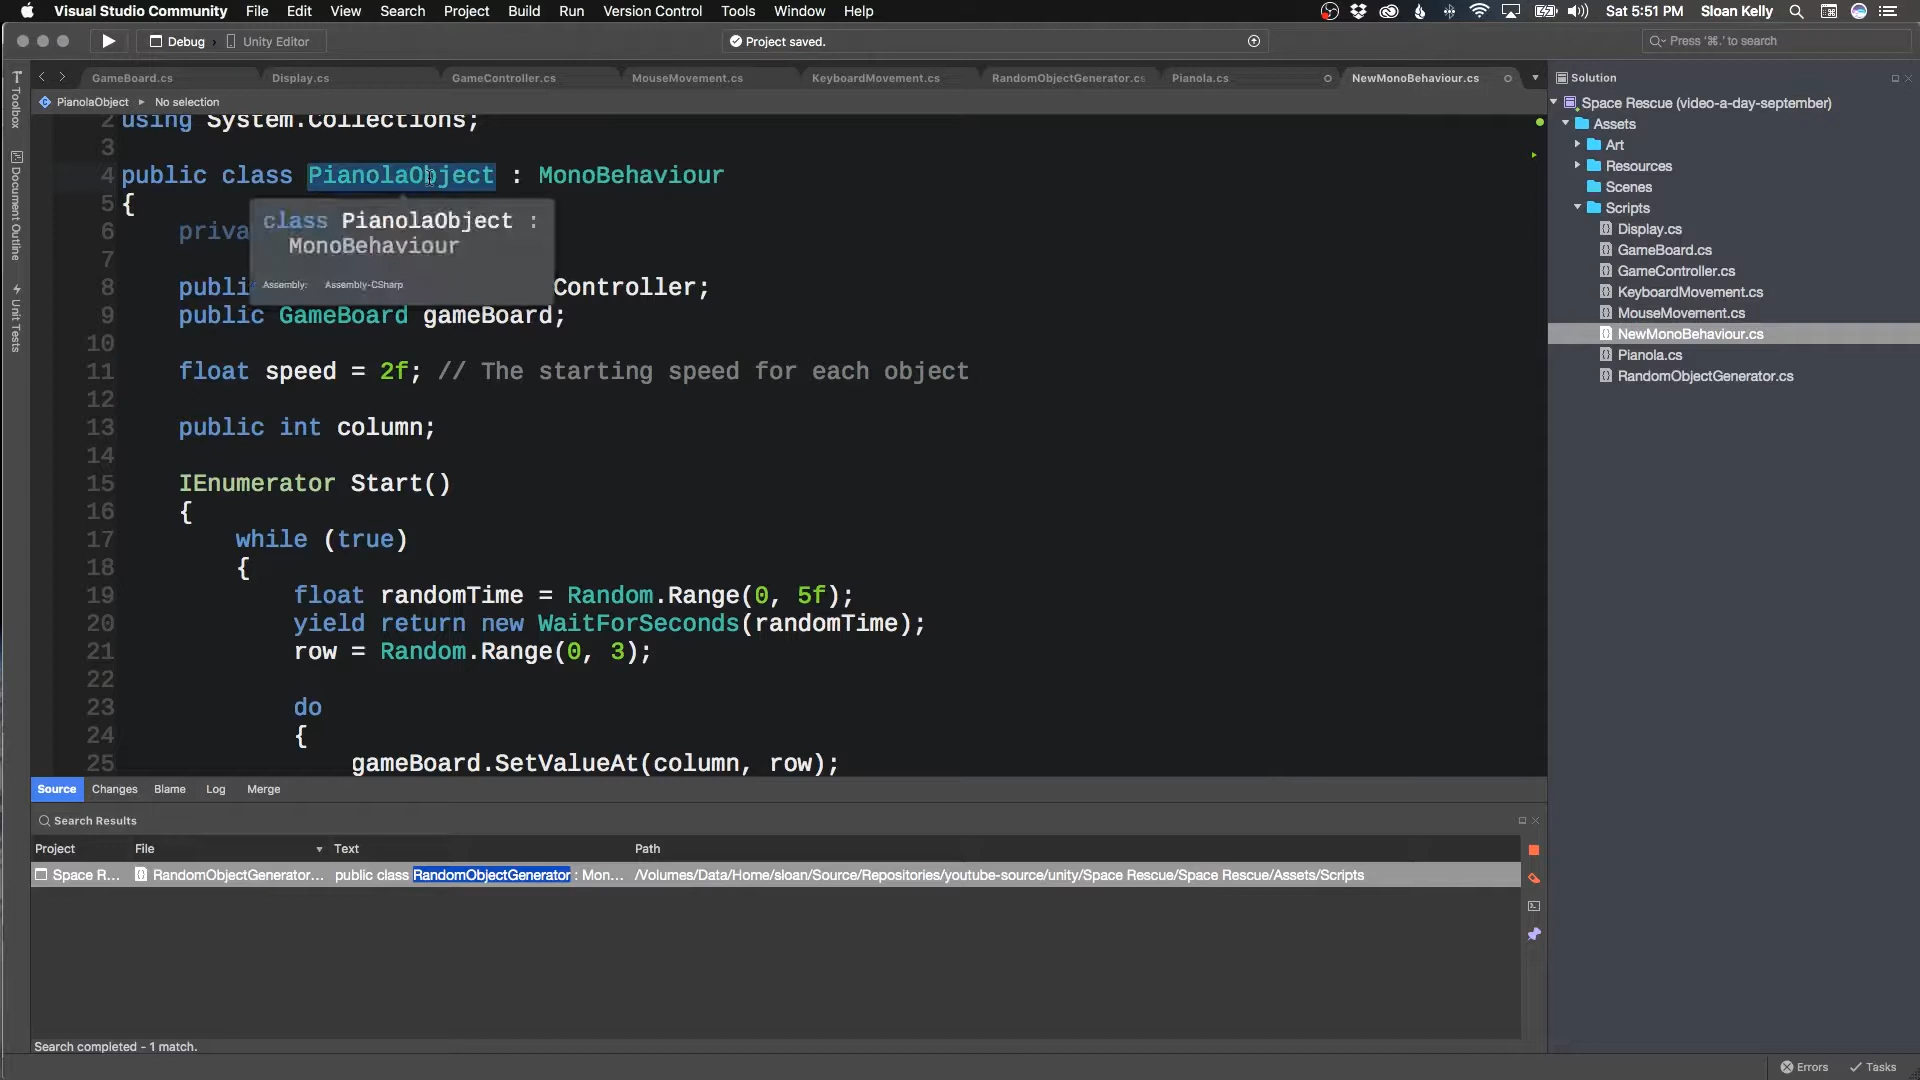 Visual Studio Community File Edit View Search Project Build Run Version Control Tools Window Help Sat 5:51 PM Sloan Kelly
Debug Unity Editor Project saved. Press '⌘.' to search
GameBoard.cs Display.cs GameController.cs MouseMovement.cs KeyboardMovement.cs RandomObjectGenerator.cs Pianola.cs NewMonoBehaviour.cs
PianolaObject No selection
Toolbox
Document Outline
Unit Tests
2 using System.Collections;
3
4 public class PianolaObject : MonoBehaviour
5 {
6 priva
7
8 publi Controller;
9 public GameBoard gameBoard;
10
11 float speed = 2f; // The starting speed for each object
12
13 public int column;
14
15 IEnumerator Start()
16 {
17 while (true)
18 {
19 float randomTime = Random.Range(0, 5f);
20 yield return new WaitForSeconds(randomTime);
21 row = Random.Range(0, 3);
22
23 do
24 {
25 gameBoard.SetValueAt(column, row);
class PianolaObject :
MonoBehaviour
Assembly: Assembly-CSharp
Source Changes Blame Log Merge
Search Results
Project File Text Path
Space R... RandomObjectGenerator... public class RandomObjectGenerator : Mon... /Volumes/Data/Home/sloan/Source/Repositories/youtube-source/unity/Space Rescue/Space Rescue/Assets/Scripts
Search completed - 1 match.
Solution
Space Rescue (video-a-day-september)
Assets
Art
Resources
Scenes
Scripts
Display.cs
GameBoard.cs
GameController.cs
KeyboardMovement.cs
MouseMovement.cs
NewMonoBehaviour.cs
Pianola.cs
RandomObjectGenerator.cs
Errors Tasks